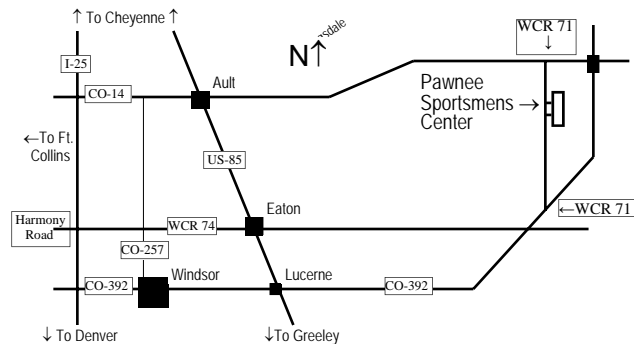 ↑ To Cheyenne ↑
WCR 71
↓
N↑
I-25
Ault
CO-14
Pawnee
Sportsmens →
Center
←To Ft.
Collins
US-85
←WCR 71
Harmony
Road
WCR 74
Eaton
CO-257
Windsor
Lucerne
CO-392
CO-392
↓ To Denver
↓To Greeley